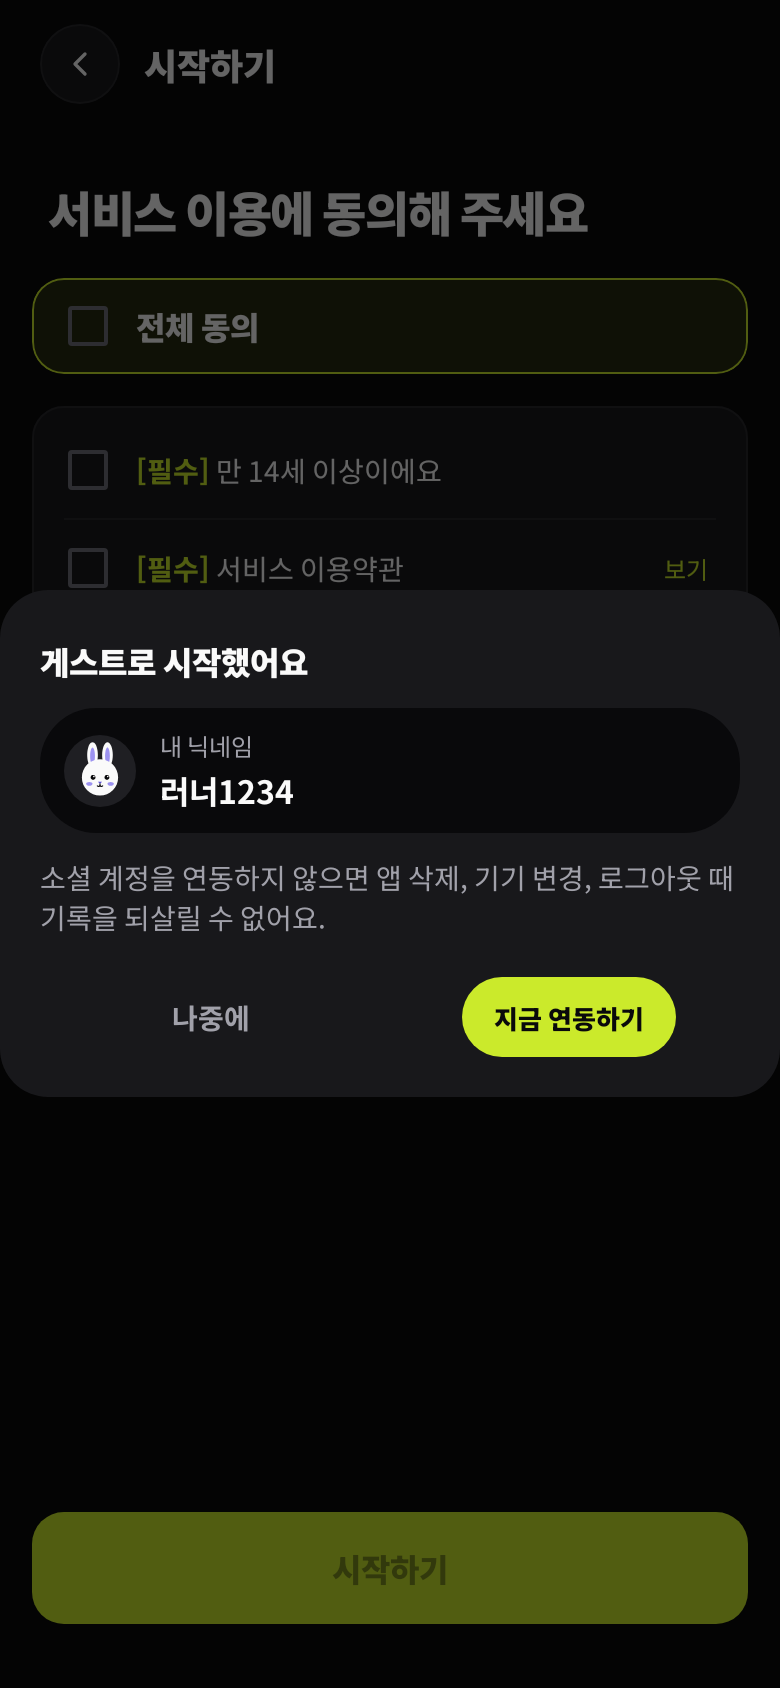 시작하기
서비스 이용에 동의해 주세요
전체 동의
[필수] 만 14세 이상이에요
[필수] 서비스 이용약관 보기
게스트로 시작했어요
내 닉네임
러너1234
소셜 계정을 연동하지 않으면 앱 삭제, 기기 변경, 로그아웃 때
기록을 되살릴 수 없어요.
나중에 지금 연동하기
시작하기